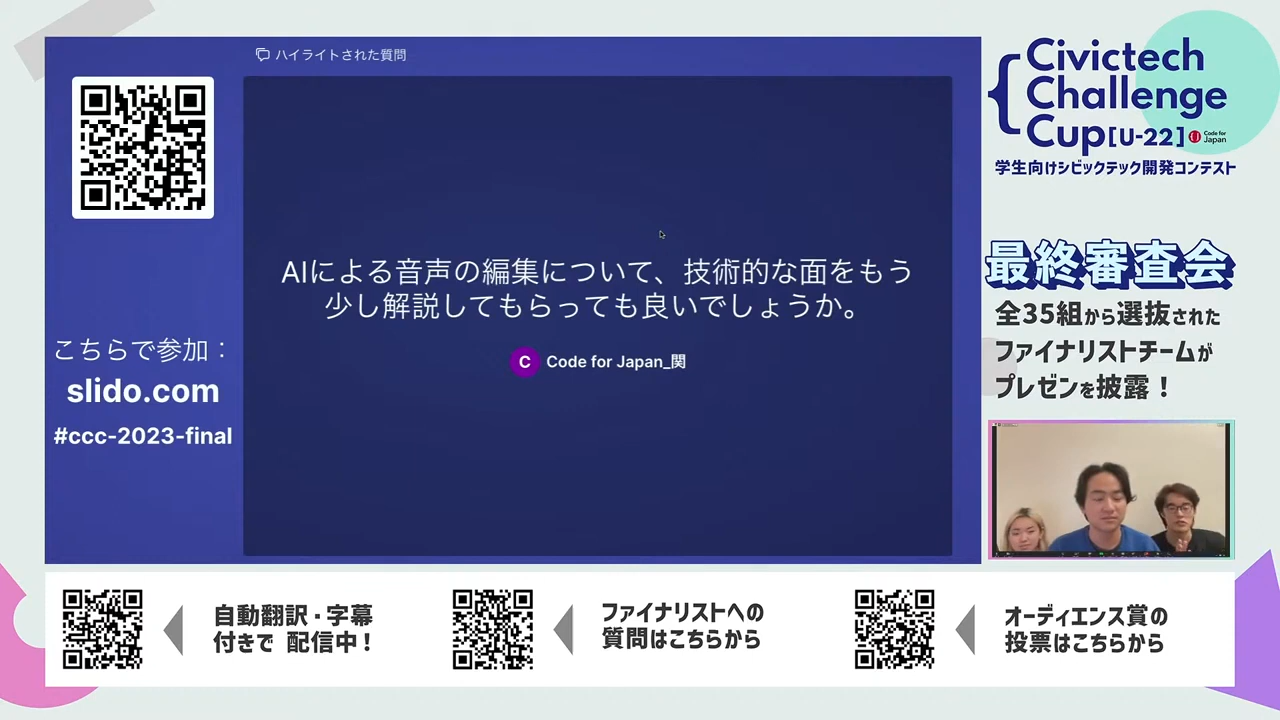 ハイライトされた質問
AIによる音声の編集について、技術的な面をもう
少し解説してもらっても良いでしょうか。
C Code for Japan_関
こちらで参加：
slido.com
#ccc-2023-final
Civictech
Challenge
Cup[U-22]
Code for
Japan
学生向けシビックテック開発コンテスト
最終審査会
全35組から選抜された
ファイナリストチームが
プレゼンを披露！
自動翻訳・字幕
付きで 配信中！
ファイナリストへの
質問はこちらから
オーディエンス賞の
投票はこちらから